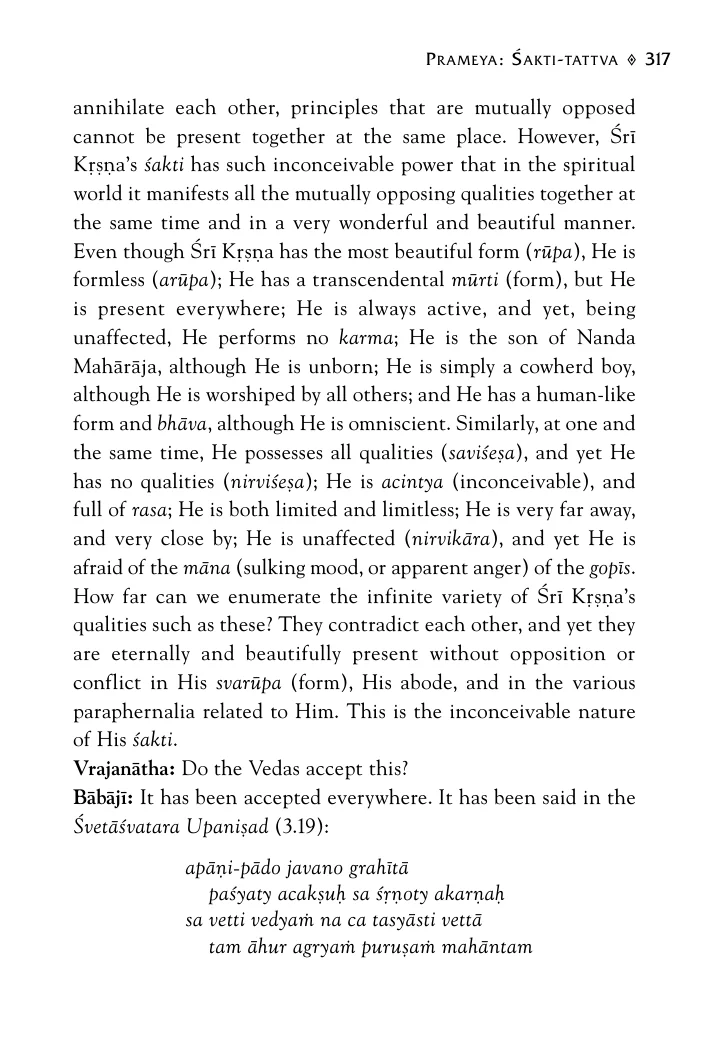 PRAMEYA: ŚAKTI-TATTVA ◈ 317
annihilate each other, principles that are mutually opposed
cannot be present together at the same place. However, Śrī
Kṛṣṇa’s śakti has such inconceivable power that in the spiritual
world it manifests all the mutually opposing qualities together at
the same time and in a very wonderful and beautiful manner.
Even though Śrī Kṛṣṇa has the most beautiful form (rūpa), He is
formless (arūpa); He has a transcendental mūrti (form), but He
is present everywhere; He is always active, and yet, being
unaffected, He performs no karma; He is the son of Nanda
Mahārāja, although He is unborn; He is simply a cowherd boy,
although He is worshiped by all others; and He has a human-like
form and bhāva, although He is omniscient. Similarly, at one and
the same time, He possesses all qualities (saviśeṣa), and yet He
has no qualities (nirviśeṣa); He is acintya (inconceivable), and
full of rasa; He is both limited and limitless; He is very far away,
and very close by; He is unaffected (nirvikāra), and yet He is
afraid of the māna (sulking mood, or apparent anger) of the gopīs.
How far can we enumerate the infinite variety of Śrī Kṛṣṇa’s
qualities such as these? They contradict each other, and yet they
are eternally and beautifully present without opposition or
conflict in His svarūpa (form), His abode, and in the various
paraphernalia related to Him. This is the inconceivable nature
of His śakti.
Vrajanātha: Do the Vedas accept this?
Bābājī: It has been accepted everywhere. It has been said in the
Śvetāśvatara Upaniṣad (3.19):
apāṇi-pādo javano grahītā
paśyaty acakṣuḥ sa śṛṇoty akarṇaḥ
sa vetti vedyaṁ na ca tasyāsti vettā
tam āhur agryaṁ puruṣaṁ mahāntam